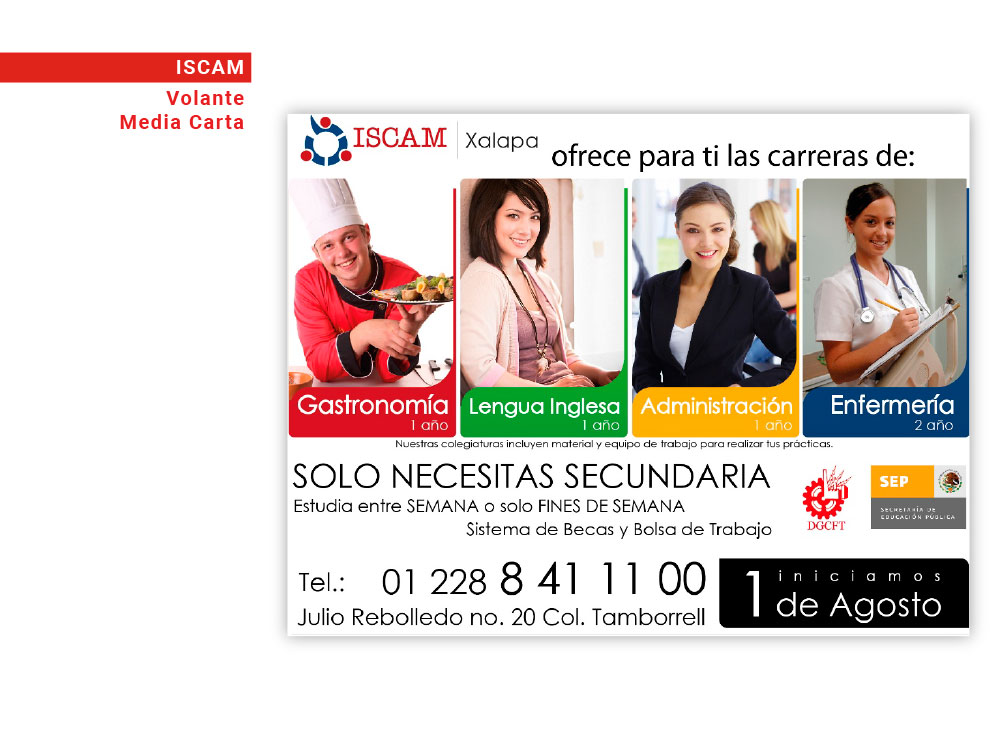 ISCAM
Volante
Media Carta
ISCAM Xalapa
ofrece para ti las carreras de:
Gastronomía
1 año
Lengua Inglesa
1 año
Administración
1 año
Enfermería
2 año
Nuestras colegiaturas incluyen material y equipo de trabajo para realizar tus prácticas.
SOLO NECESITAS SECUNDARIA
Estudia entre SEMANA o solo FINES DE SEMANA
Sistema de Becas y Bolsa de Trabajo
DGCFT
SEP
SECRETARÍA DE
EDUCACIÓN PÚBLICA
Tel.: 01 228 8 41 11 00
Julio Rebolledo no. 20 Col. Tamborrell
1 iniciamos
de Agosto